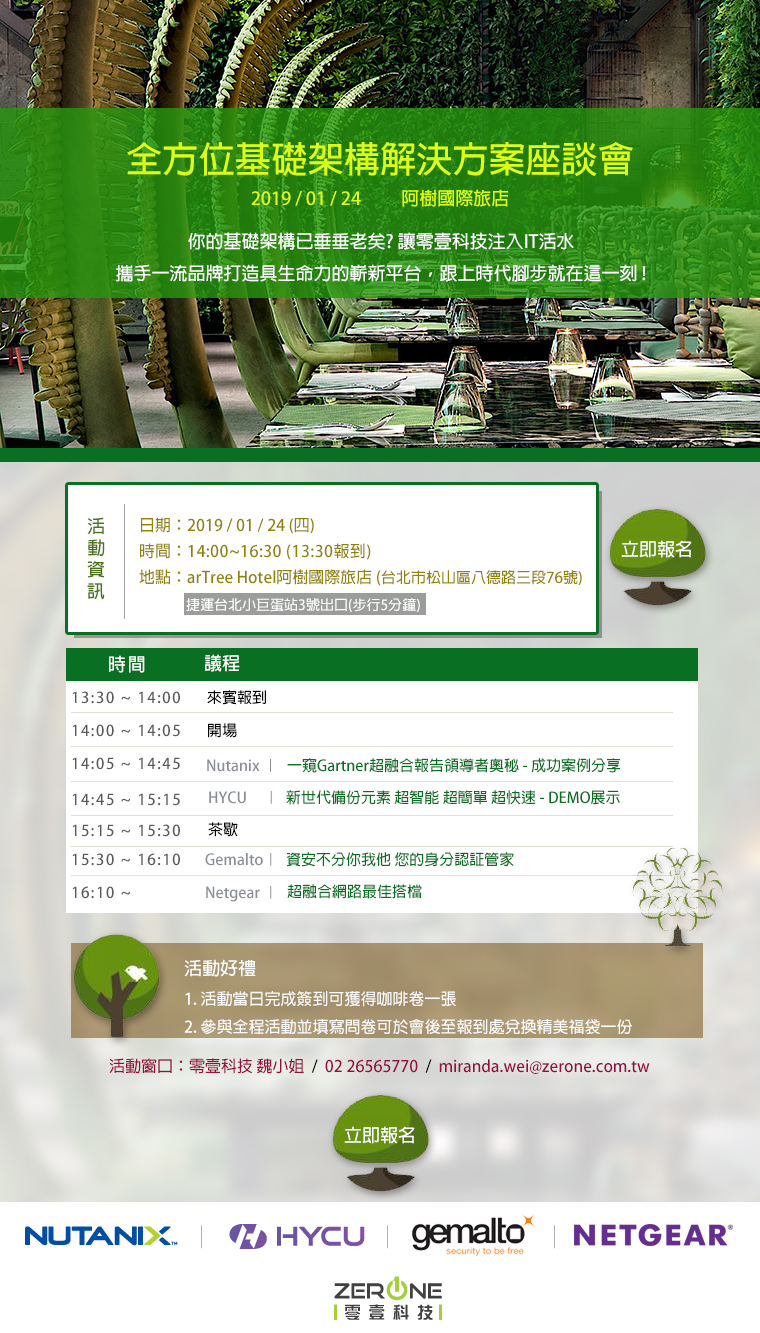 全方位基礎架構解決方案座談會
2019 / 01 / 24 阿樹國際旅店
你的基礎架構已垂垂老矣? 讓零壹科技注入IT活水
攜手一流品牌打造具生命力的嶄新平台，跟上時代腳步就在這一刻!
活動資訊
日期：2019 / 01 / 24 (四)
時間：14:00~16:30 (13:30報到)
地點：arTree Hotel阿樹國際旅店 (台北市松山區八德路三段76號)
捷運台北小巨蛋站3號出口(步行5分鐘)
立即報名
時間 議程
13:30 ~ 14:00 來賓報到
14:00 ~ 14:05 開場
14:05 ~ 14:45 Nutanix | 一窺Gartner超融合報告領導者奧秘 - 成功案例分享
14:45 ~ 15:15 HYCU | 新世代備份元素 超智能 超簡單 超快速 - DEMO展示
15:15 ~ 15:30 茶歇
15:30 ~ 16:10 Gemalto | 資安不分你我他 您的身分認証管家
16:10 ~ Netgear | 超融合網路最佳搭檔
活動好禮
1. 活動當日完成簽到可獲得咖啡卷一張
2. 參與全程活動並填寫問卷可於會後至報到處兌換精美福袋一份
活動窗口：零壹科技 魏小姐 / 02 26565770 / miranda.wei@zerone.com.tw
立即報名
NUTANIX™ HYCU gemalto NETGEAR®
security to be free
ZERONE
零壹科技